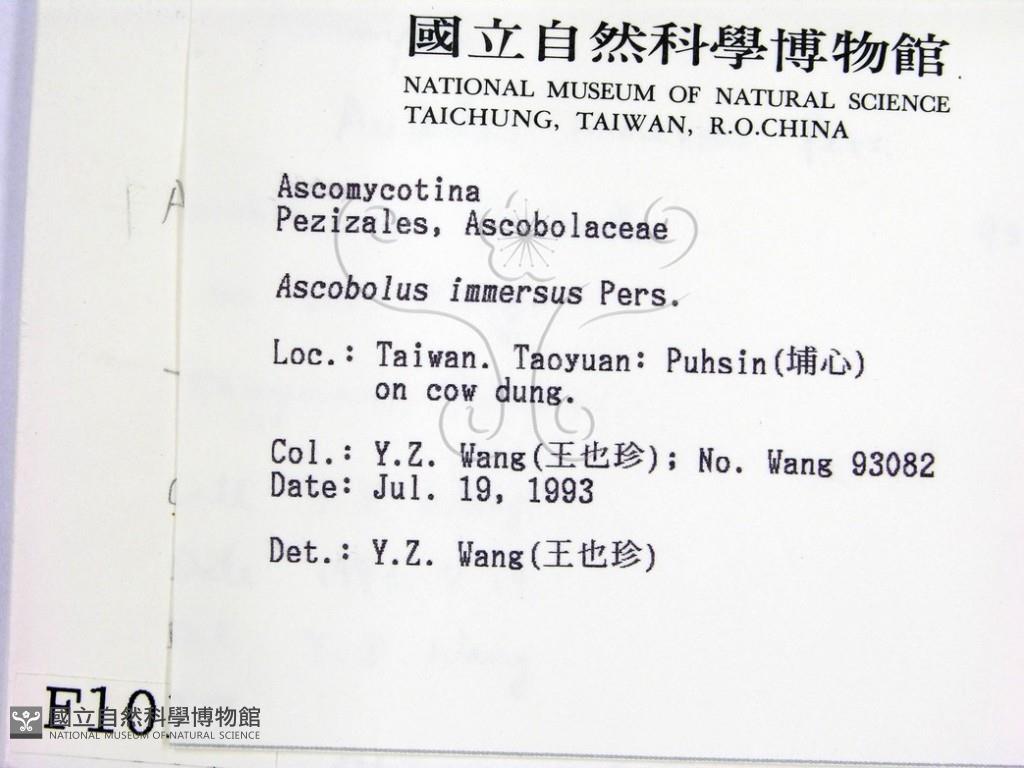 國立自然科學博物館
NATIONAL MUSEUM OF NATURAL SCIENCE
TAICHUNG, TAIWAN, R.O.CHINA
Ascomycotina
Pezizales, Ascobolaceae
Ascobolus immersus Pers.
Loc.: Taiwan. Taoyuan: Puhsin(埔心)
on cow dung.
Col.: Y.Z. Wang(王也珍); No. Wang 93082
Date: Jul. 19, 1993
Det.: Y.Z. Wang(王也珍)
F10
國立自然科學博物館
NATIONAL MUSEUM OF NATURAL SCIENCE